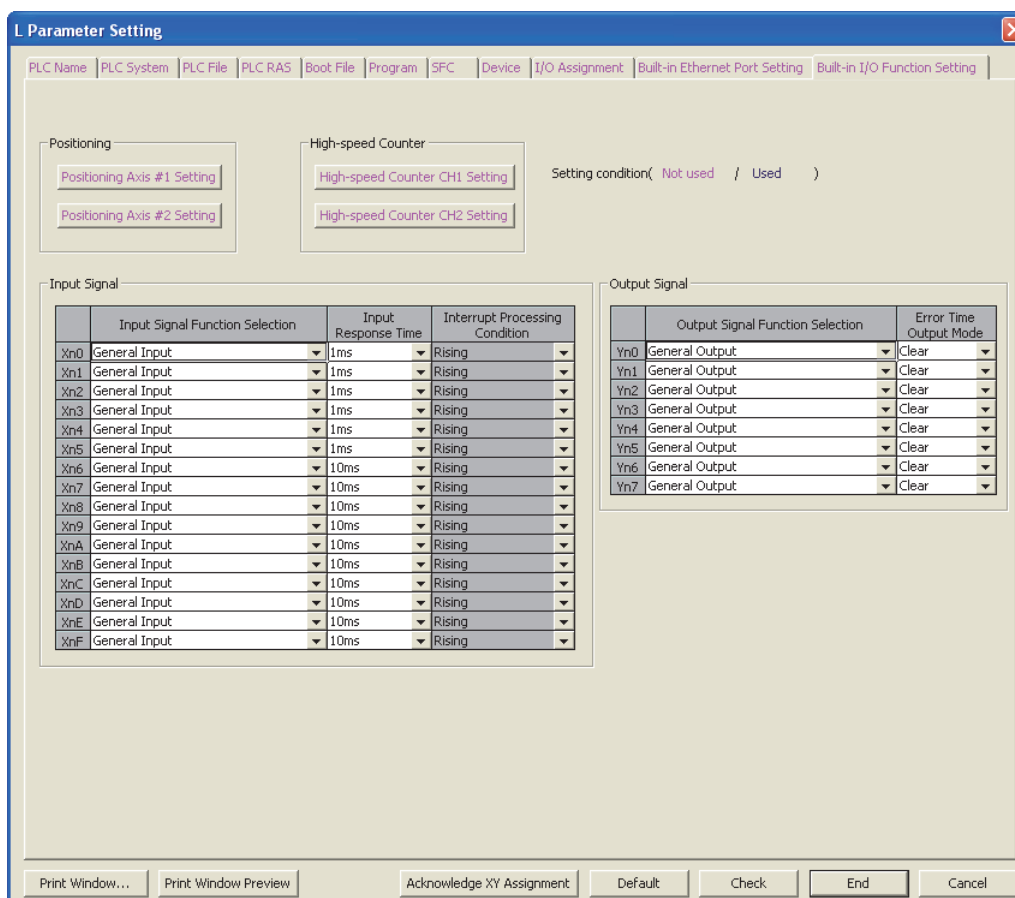 L Parameter Setting
PLC Name PLC System PLC File PLC RAS Boot File Program SFC Device I/O Assignment Built-in Ethernet Port Setting Built-in I/O Function Setting
Positioning High-speed Counter
Positioning Axis #1 Setting High-speed Counter CH1 Setting Setting condition( Not used / Used )
Positioning Axis #2 Setting High-speed Counter CH2 Setting
Input Signal Output Signal
Input Signal Function Selection Input Response Time Interrupt Processing Condition Output Signal Function Selection Error Time Output Mode
Xn0 General Input 1ms Rising Yn0 General Output Clear
Xn1 General Input 1ms Rising Yn1 General Output Clear
Xn2 General Input 1ms Rising Yn2 General Output Clear
Xn3 General Input 1ms Rising Yn3 General Output Clear
Xn4 General Input 1ms Rising Yn4 General Output Clear
Xn5 General Input 1ms Rising Yn5 General Output Clear
Xn6 General Input 10ms Rising Yn6 General Output Clear
Xn7 General Input 10ms Rising Yn7 General Output Clear
Xn8 General Input 10ms Rising
Xn9 General Input 10ms Rising
XnA General Input 10ms Rising
XnB General Input 10ms Rising
XnC General Input 10ms Rising
XnD General Input 10ms Rising
XnE General Input 10ms Rising
XnF General Input 10ms Rising
Print Window... Print Window Preview Acknowledge XY Assignment Default Check End Cancel